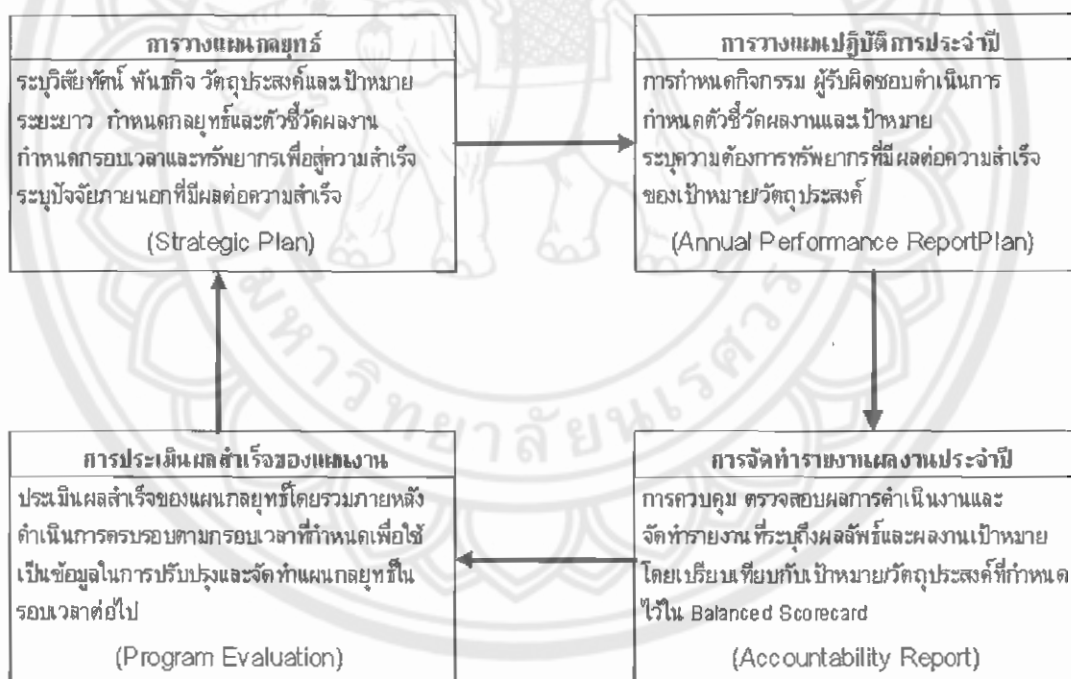 การวางแผนกลยุทธ์
ระบุวิสัยทัศน์ พันธกิจ วัตถุประสงค์และเป้าหมาย
ระยะยาว กำหนดกลยุทธ์และตัวชี้วัดผลงาน
กำหนดกรอบเวลาและทรัพยากรเพื่อสู่ความสำเร็จ
ระบุปัจจัยภายนอกที่มีผลต่อความสำเร็จ
(Strategic Plan)
การวางแผนปฏิบัติการประจำปี
การกำหนดกิจกรรม ผู้รับผิดชอบดำเนินการ
กำหนดตัวชี้วัดผลงานและเป้าหมาย
ระบุความต้องการทรัพยากรที่มีผลต่อความสำเร็จ
ของเป้าหมาย/วัตถุประสงค์
(Annual Performance ReportPlan)
มหาวิทยาลัยนเรศวร
การประเมินผลสำเร็จของแผนงาน
ประเมินผลสำเร็จของแผนกลยุทธ์โดยรวมภายหลัง
ดำเนินการครบรอบตามกรอบเวลาที่กำหนดเพื่อใช้
เป็นข้อมูลในการปรับปรุงและจัดทำแผนกลยุทธ์ใน
รอบเวลาต่อไป
(Program Evaluation)
การจัดทำรายงานผลงานประจำปี
การควบคุม ตรวจสอบผลการดำเนินงานและ
จัดทำรายงานที่ระบุถึงผลลัพธ์และผลงานเป้าหมาย
โดยเปรียบเทียบกับเป้าหมาย/วัตถุประสงค์ที่กำหนด
ไว้ใน Balanced Scorecard
(Accountability Report)